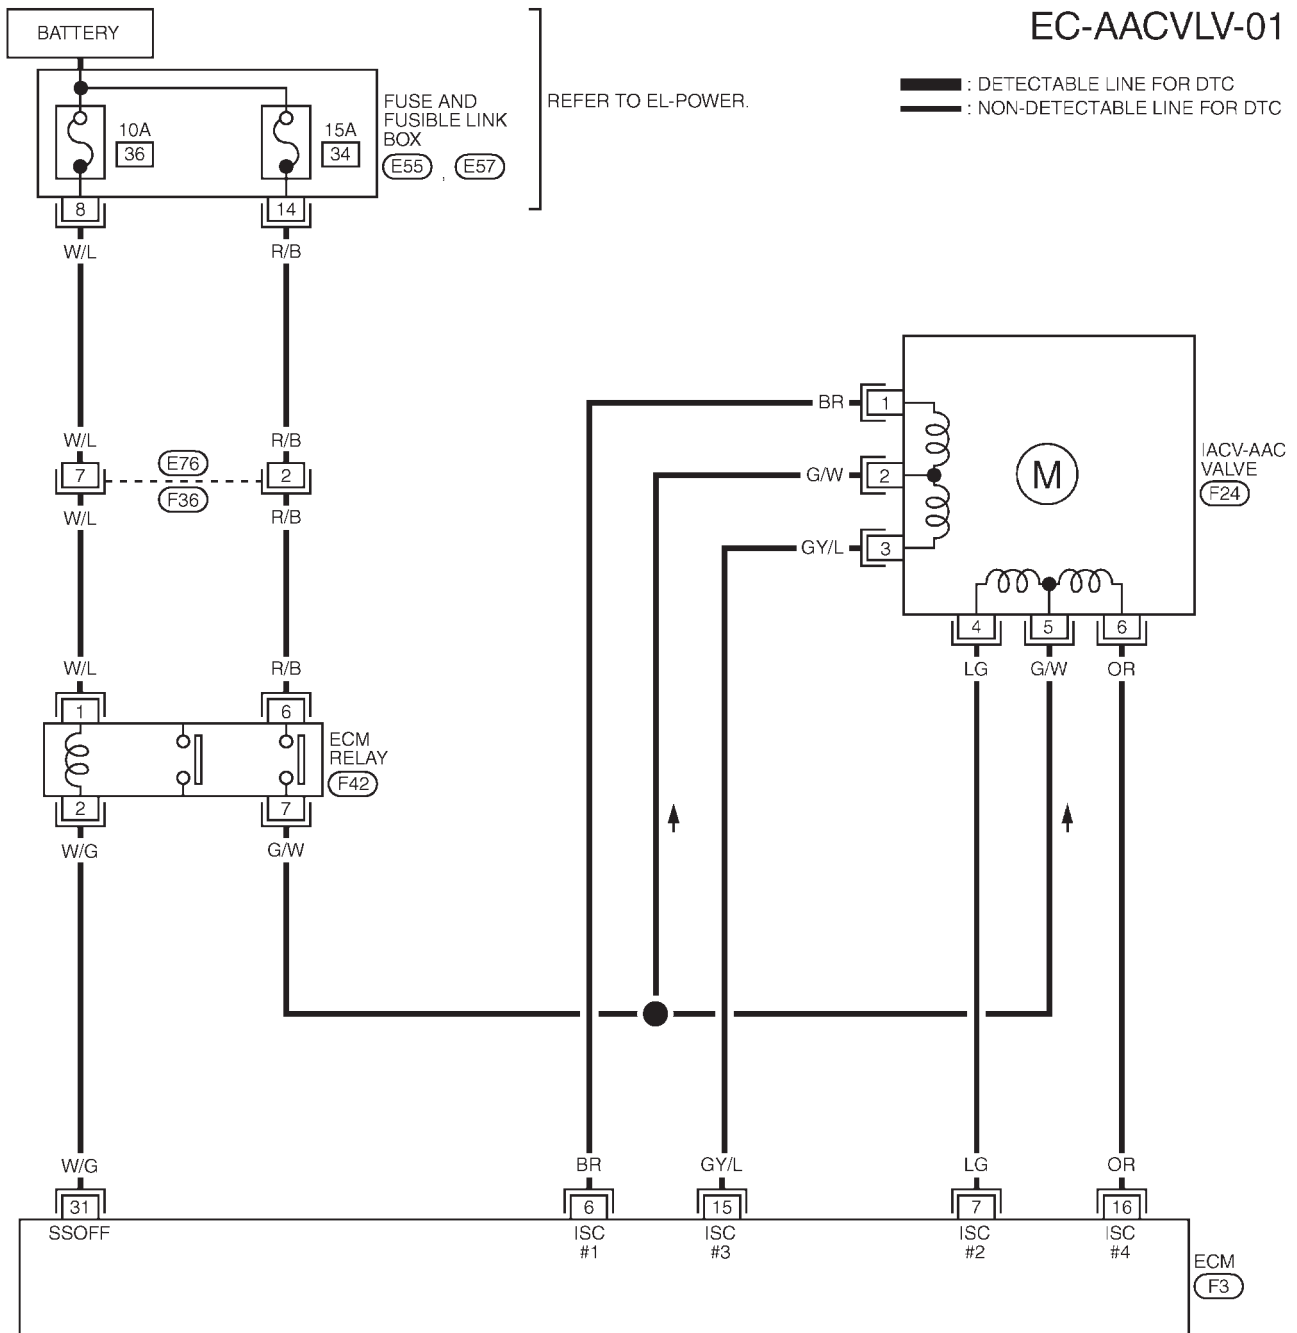 EC-AACVLV-01
BATTERY
: DETECTABLE LINE FOR DTC
: NON-DETECTABLE LINE FOR DTC
REFER TO EL-POWER.
FUSE AND
FUSIBLE LINK
BOX
E55 , E57
10A
36
15A
34
8
14
W/L
R/B
W/L
R/B
7
E76
F36
2
W/L
R/B
W/L
R/B
1
6
ECM
RELAY
F42
2
7
W/G
G/W
BR
1
G/W
2
GY/L
3
M
IACV-AAC
VALVE
F24
4
5
6
LG
G/W
OR
W/G
BR
GY/L
LG
OR
31
6
15
7
16
SSOFF
ISC
#1
ISC
#3
ISC
#2
ISC
#4
ECM
F3